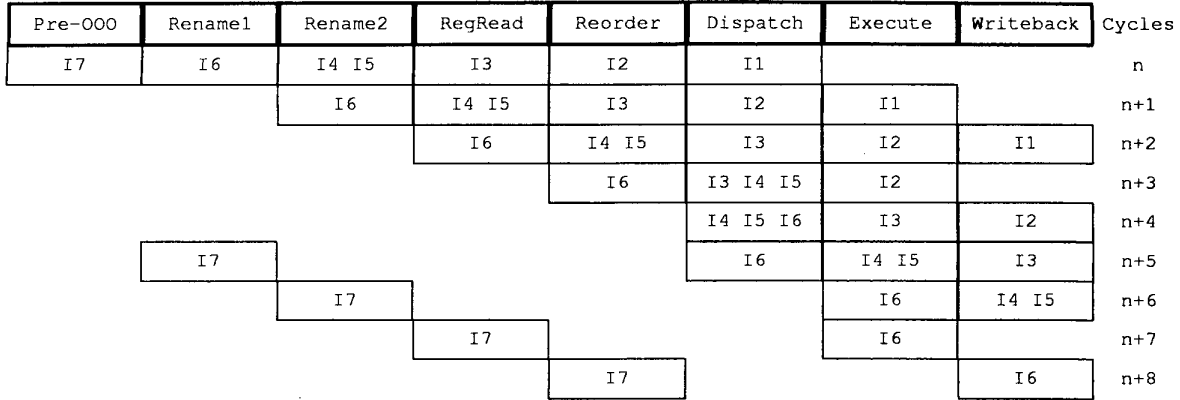 Pre-OOO Rename1 Rename2 RegRead Reorder Dispatch Execute Writeback Cycles
I7 I6 I4 I5 I3 I2 I1 n
I6 I4 I5 I3 I2 I1 n+1
I6 I4 I5 I3 I2 I1 n+2
I6 I3 I4 I5 I2 n+3
I4 I5 I6 I3 I2 n+4
I7 I6 I4 I5 I3 n+5
I7 I6 I4 I5 n+6
I7 I6 n+7
I7 I6 n+8